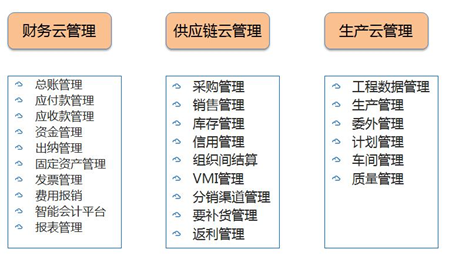 财务云管理
总账管理
应付款管理
应收款管理
资金管理
出纳管理
固定资产管理
发票管理
费用报销
智能会计平台
报表管理
供应链云管理
采购管理
销售管理
库存管理
信用管理
组织间结算
VMI管理
分销渠道管理
要补货管理
返利管理
生产云管理
工程数据管理
生产管理
委外管理
计划管理
车间管理
质量管理